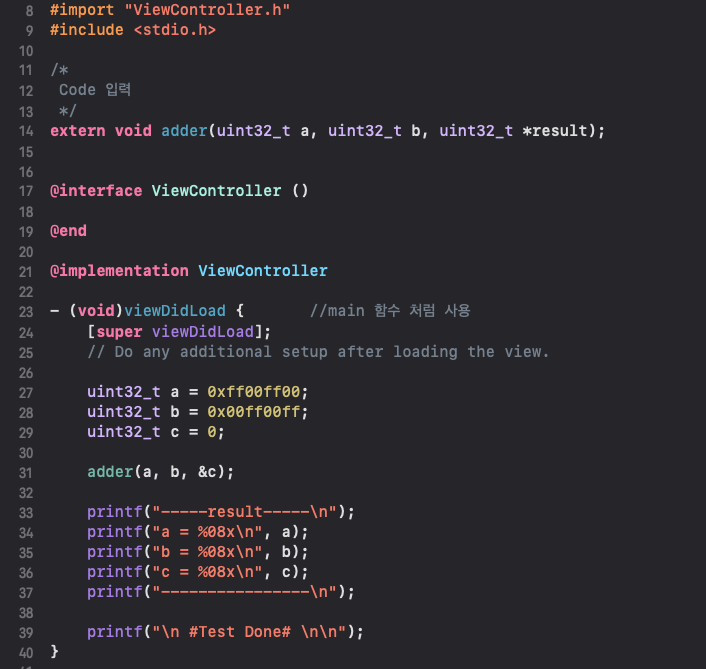 8 #import "ViewController.h"
9 #include <stdio.h>
10
11 /*
12  Code 입력
13  */
14 extern void adder(uint32_t a, uint32_t b, uint32_t *result);
15
16
17 @interface ViewController ()
18
19 @end
20
21 @implementation ViewController
22
23 - (void)viewDidLoad {       //main 함수 처럼 사용
24     [super viewDidLoad];
25     // Do any additional setup after loading the view.
26
27     uint32_t a = 0xff00ff00;
28     uint32_t b = 0x00ff00ff;
29     uint32_t c = 0;
30
31     adder(a, b, &c);
32
33     printf("-----result-----\n");
34     printf("a = %08x\n", a);
35     printf("b = %08x\n", b);
36     printf("c = %08x\n", c);
37     printf("----------------\n");
38
39     printf("\n #Test Done# \n\n");
40 }